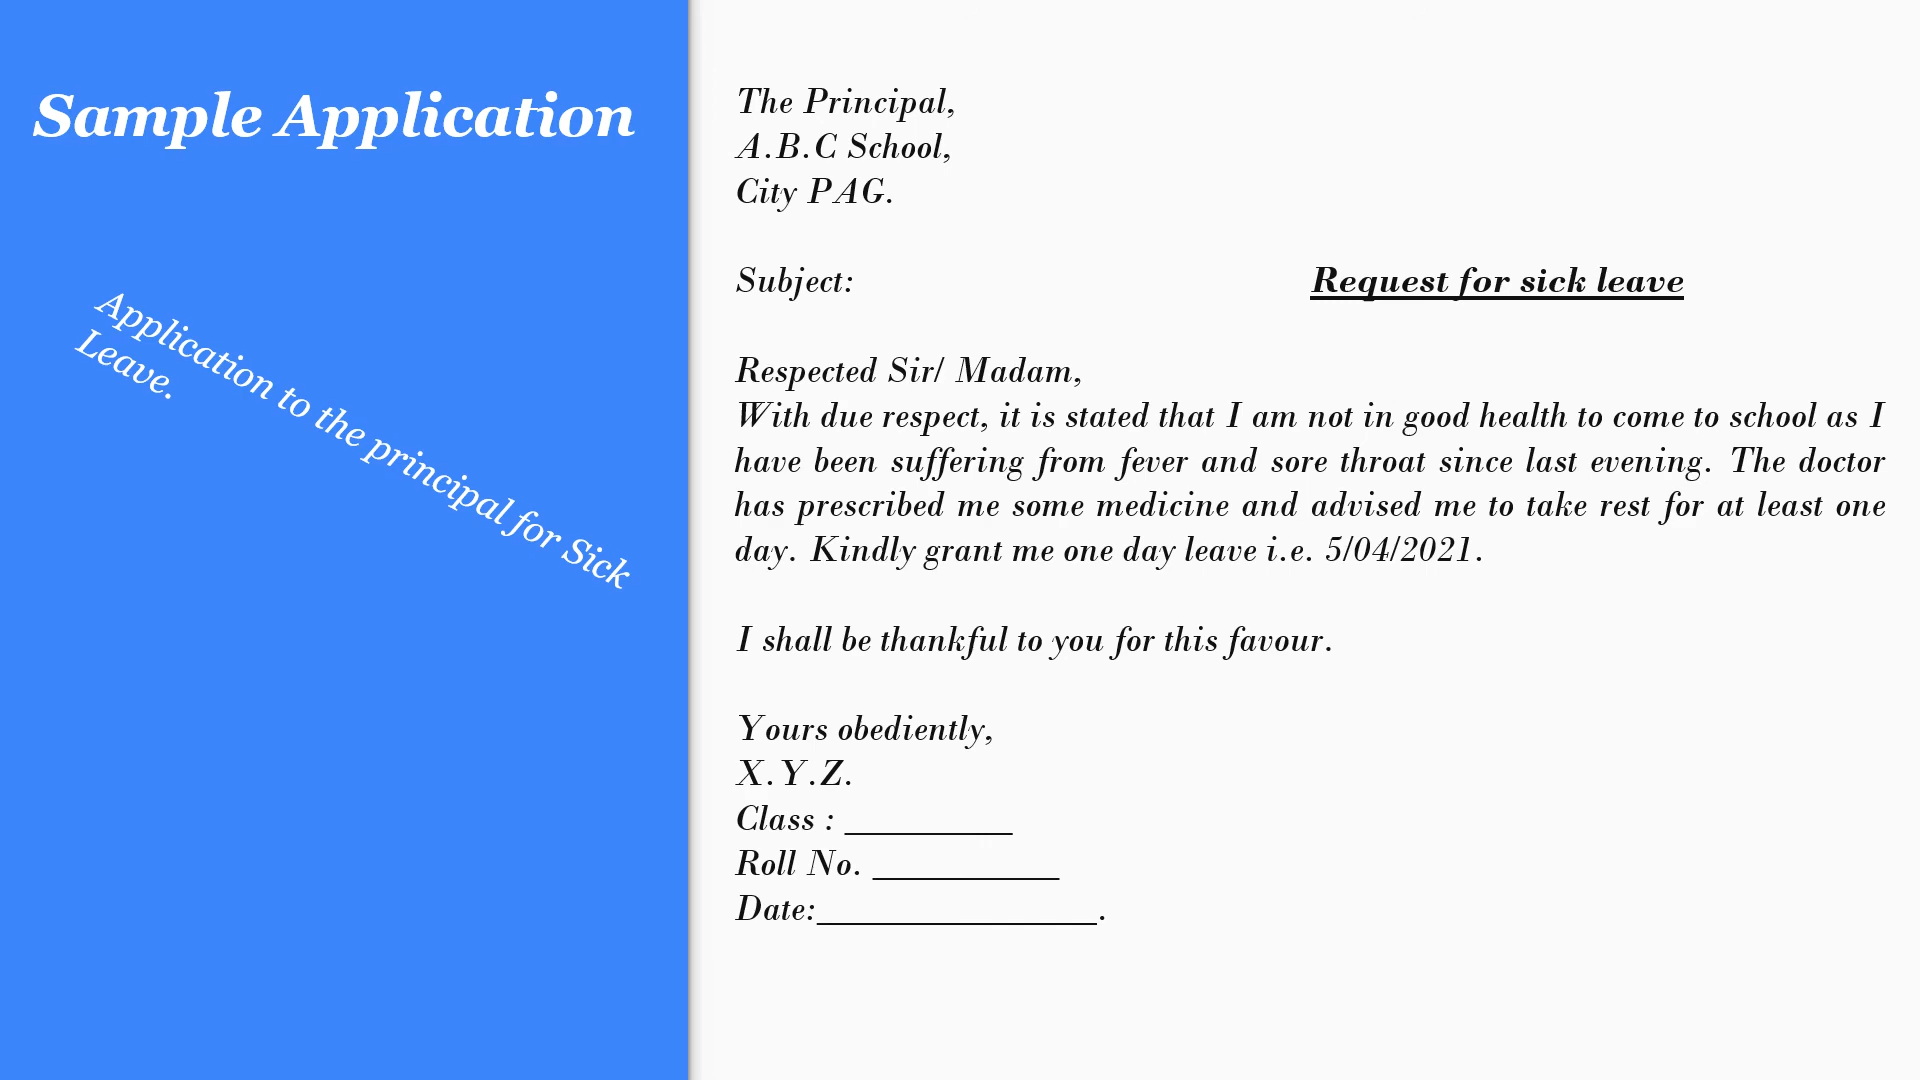 Sample Application
Application to the principal for Sick
Leave.
The Principal,
A.B.C School,
City PAG.
Subject: Request for sick leave
Respected Sir/ Madam,
With due respect, it is stated that I am not in good health to come to school as I
have been suffering from fever and sore throat since last evening. The doctor
has prescribed me some medicine and advised me to take rest for at least one
day. Kindly grant me one day leave i.e. 5/04/2021.
I shall be thankful to you for this favour.
Yours obediently,
X.Y.Z.
Class : _________
Roll No. __________
Date:_______________.